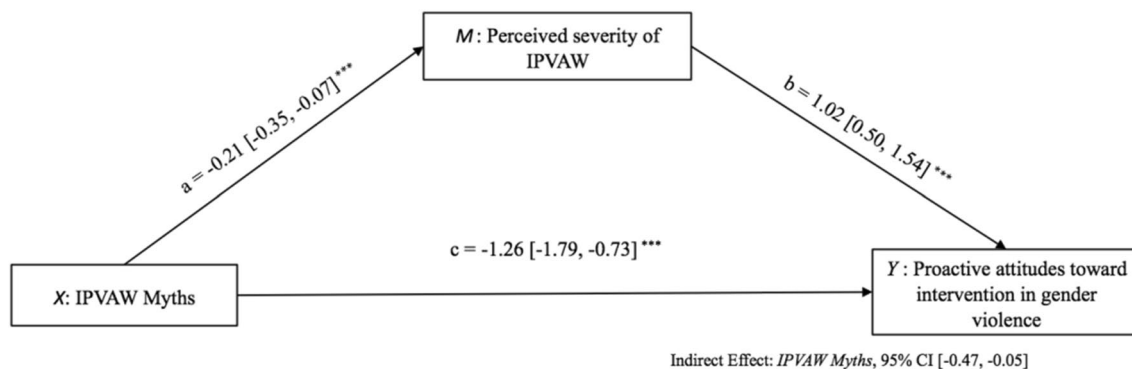 M : Perceived severity of
IPVAW
a = -0.21 [-0.35, -0.07]***
b = 1.02 [0.50, 1.54]***
c = -1.26 [-1.79, -0.73]***
X: IPVAW Myths
Y : Proactive attitudes toward
intervention in gender
violence
Indirect Effect: IPVAW Myths, 95% CI [-0.47, -0.05]